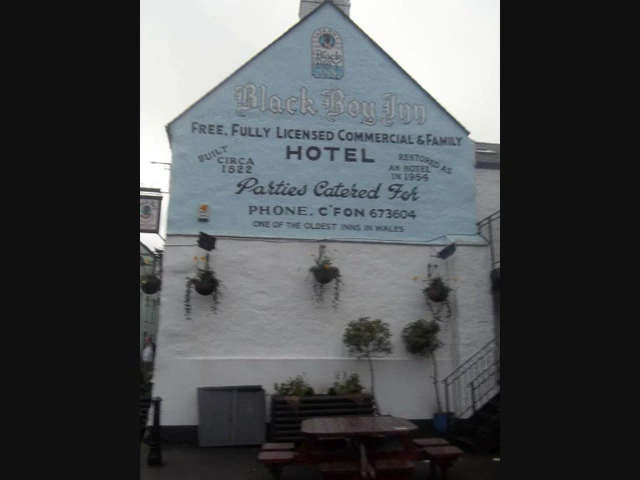 Black
Black Boy Inn
FREE, FULLY LICENSED COMMERCIAL & FAMILY
HOTEL
BUILT
CIRCA
1522
RESTORED AS
AN HOTEL
IN 1954
Parties Catered For
PHONE. C'FON 673604
ONE OF THE OLDEST INNS IN WALES